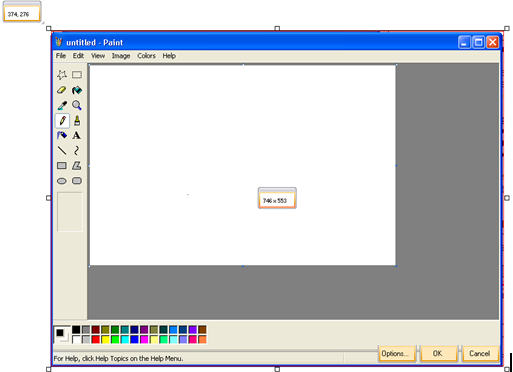 374, 276
untitled - Paint
File Edit View Image Colors Help
A
746 x 553
For Help, click Help Topics on the Help Menu.
Options... OK Cancel